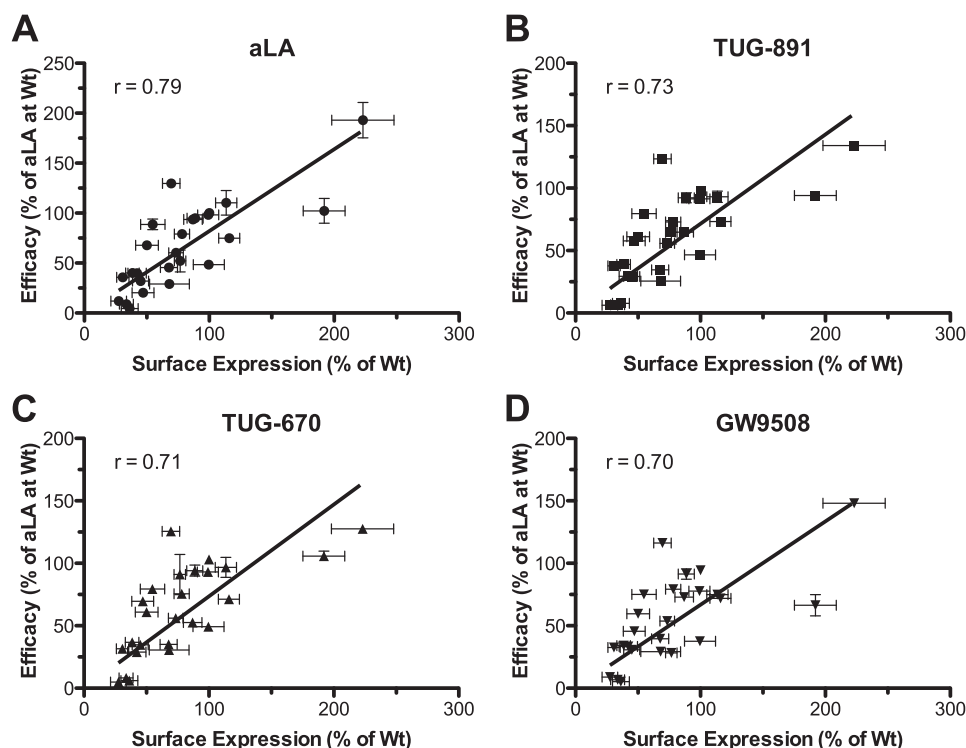 A
aLA
r = 0.79
Efficacy (% of aLA at Wt)
250
200
150
100
50
0
0 100 200 300
Surface Expression (% of Wt)
B
TUG-891
r = 0.73
Efficacy (% of aLA at Wt)
200
150
100
50
0
0 100 200 300
Surface Expression (% of Wt)
C
TUG-670
r = 0.71
Efficacy (% of aLA at Wt)
200
150
100
50
0
0 100 200 300
Surface Expression (% of Wt)
D
GW9508
r = 0.70
Efficacy (% of aLA at Wt)
200
150
100
50
0
0 100 200 300
Surface Expression (% of Wt)